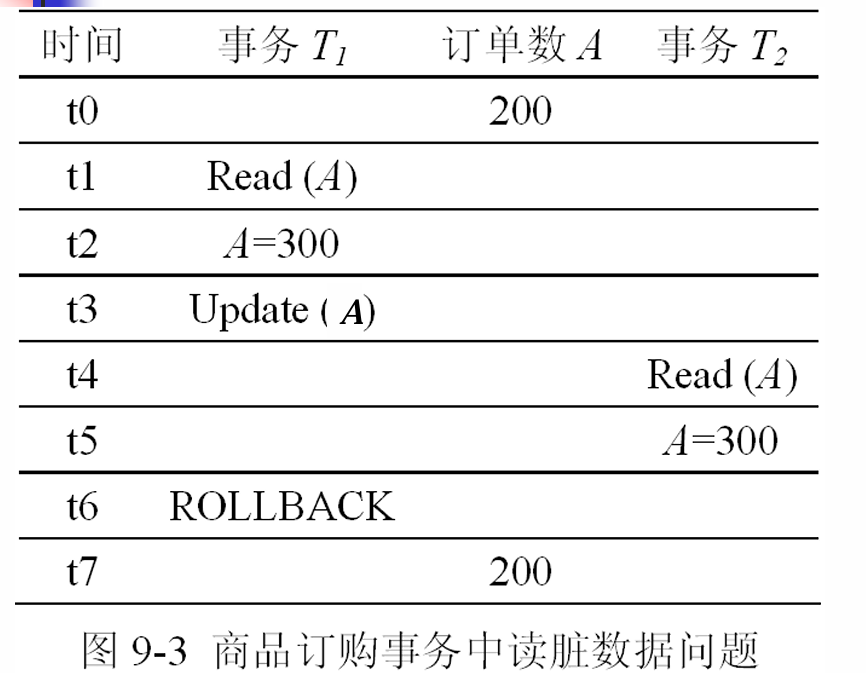 时间 事务 T1 订单数 A 事务 T2
t0 200
t1 Read (A)
t2 A=300
t3 Update ( A)
t4 Read (A)
t5 A=300
t6 ROLLBACK
t7 200
图 9-3 商品订购事务中读脏数据问题